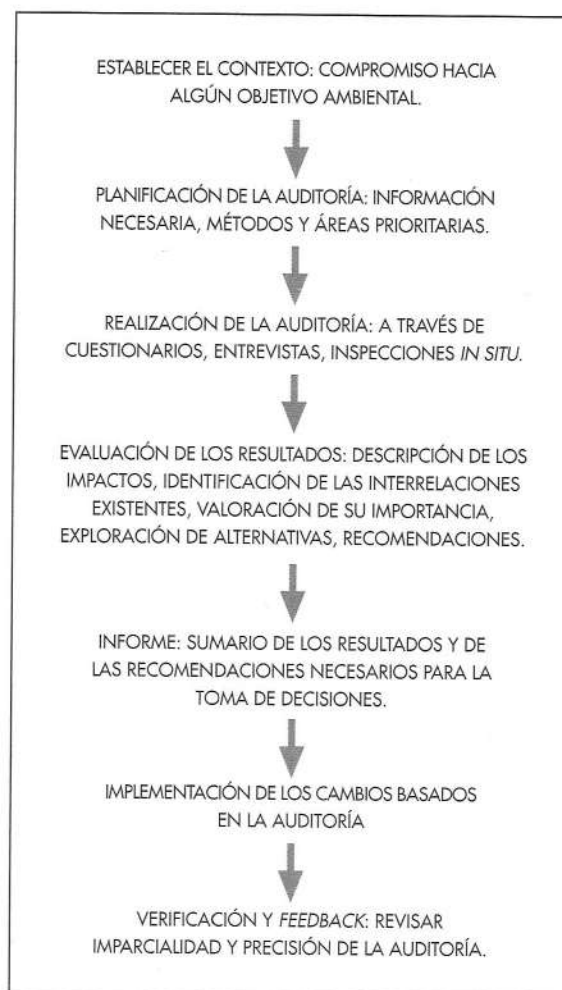 ESTABLECER EL CONTEXTO: COMPROMISO HACIA
ALGÚN OBJETIVO AMBIENTAL.
PLANIFICACIÓN DE LA AUDITORÍA: INFORMACIÓN
NECESARIA, MÉTODOS Y ÁREAS PRIORITARIAS.
REALIZACIÓN DE LA AUDITORÍA: A TRAVÉS DE
CUESTIONARIOS, ENTREVISTAS, INSPECCIONES IN SITU.
EVALUACIÓN DE LOS RESULTADOS: DESCRIPCIÓN DE LOS
IMPACTOS, IDENTIFICACIÓN DE LAS INTERRELACIONES
EXISTENTES, VALORACIÓN DE SU IMPORTANCIA,
EXPLORACIÓN DE ALTERNATIVAS, RECOMENDACIONES.
INFORME: SUMARIO DE LOS RESULTADOS Y DE
LAS RECOMENDACIONES NECESARIOS PARA LA
TOMA DE DECISIONES.
IMPLEMENTACIÓN DE LOS CAMBIOS BASADOS
EN LA AUDITORÍA
VERIFICACIÓN Y FEEDBACK: REVISAR
IMPARCIALIDAD Y PRECISIÓN DE LA AUDITORÍA.